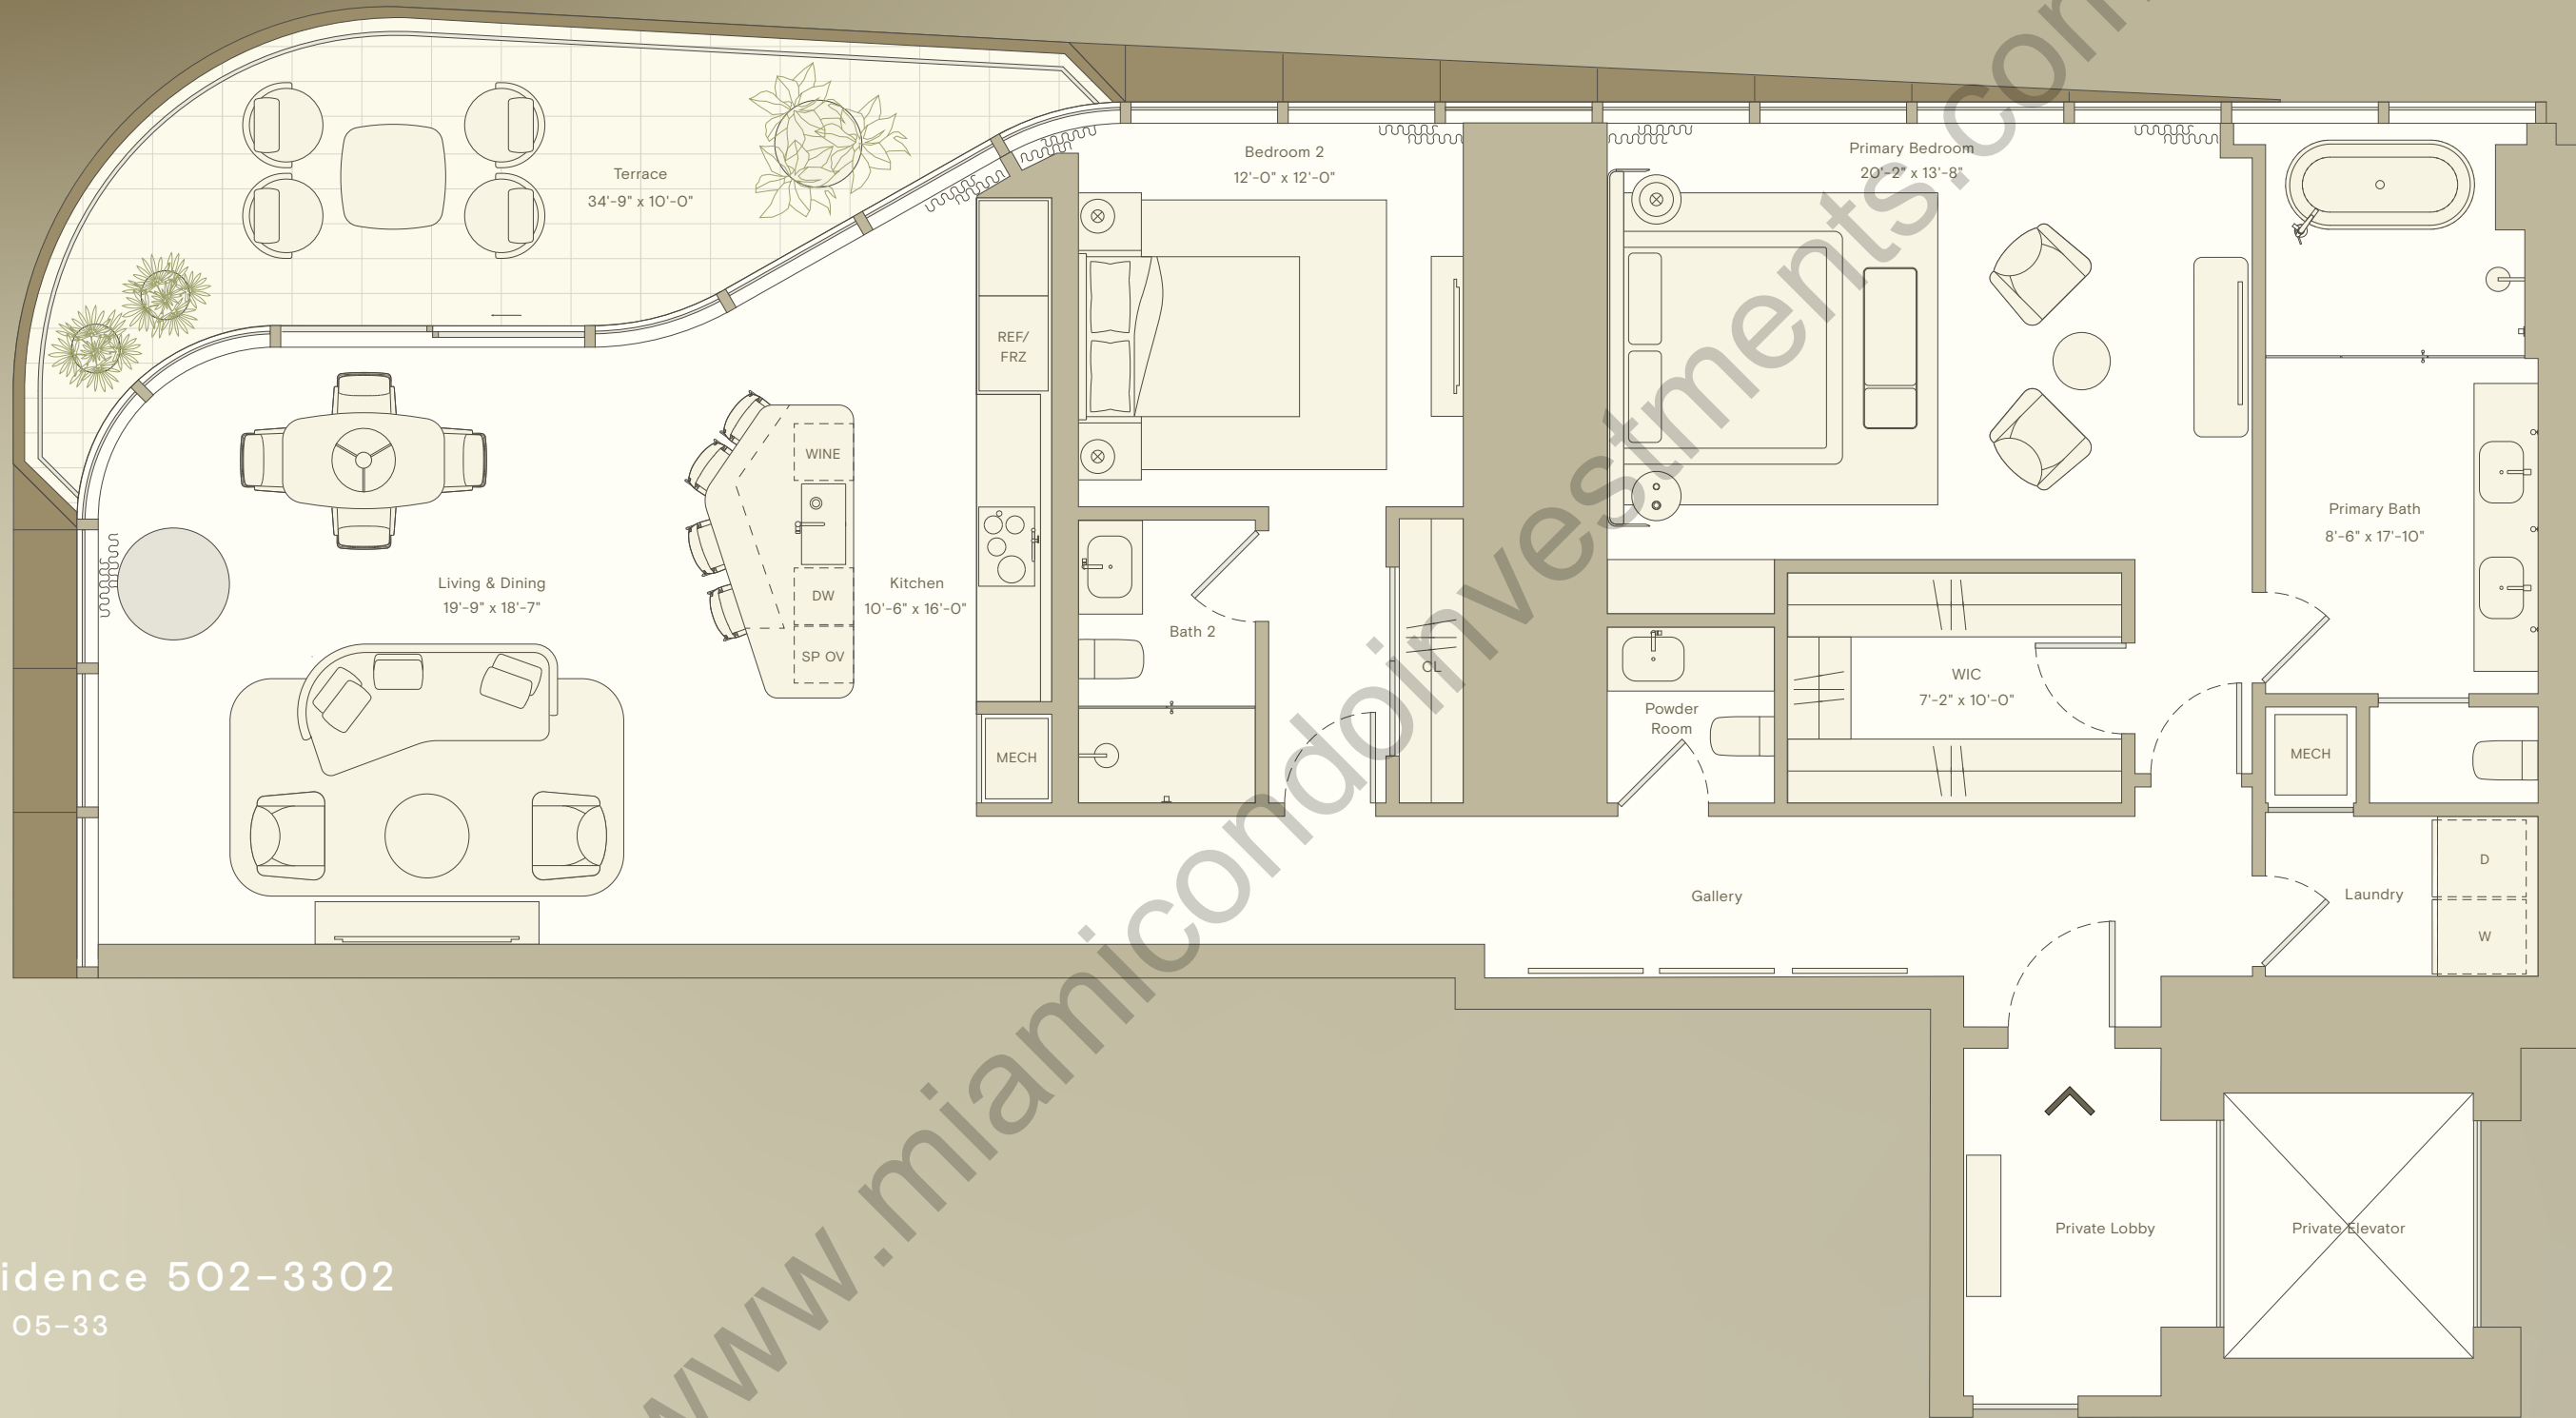 Terrace
34'-9" x 10'-0"
Bedroom 2
12'-0" x 12'-0"
Primary Bedroom
20'-2" x 13'-8"
REF/
FRZ
WINE
DW
SP OV
Living & Dining
19'-9" x 18'-7"
Kitchen
10'-6" x 16'-0"
MECH
Bath 2
CL
Powder
Room
WIC
7'-2" x 10'-0"
Primary Bath
8'-6" x 17'-10"
MECH
Gallery
Laundry
D
W
Private Lobby
Private Elevator
idence 502–3302
05–33
www.miamicondoinvestments.com